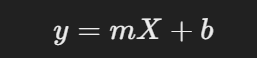 y = mX + b